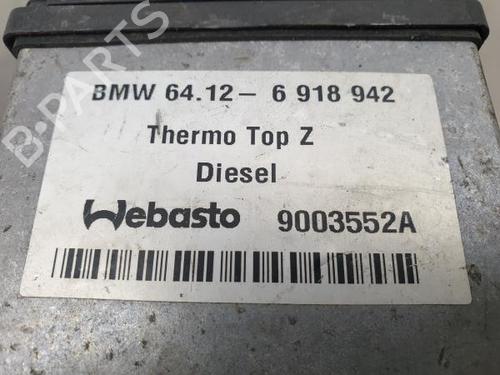 B-PARTS
BMW 64.12- 6 918 942
Thermo Top Z
Diesel
Webasto 9003552A